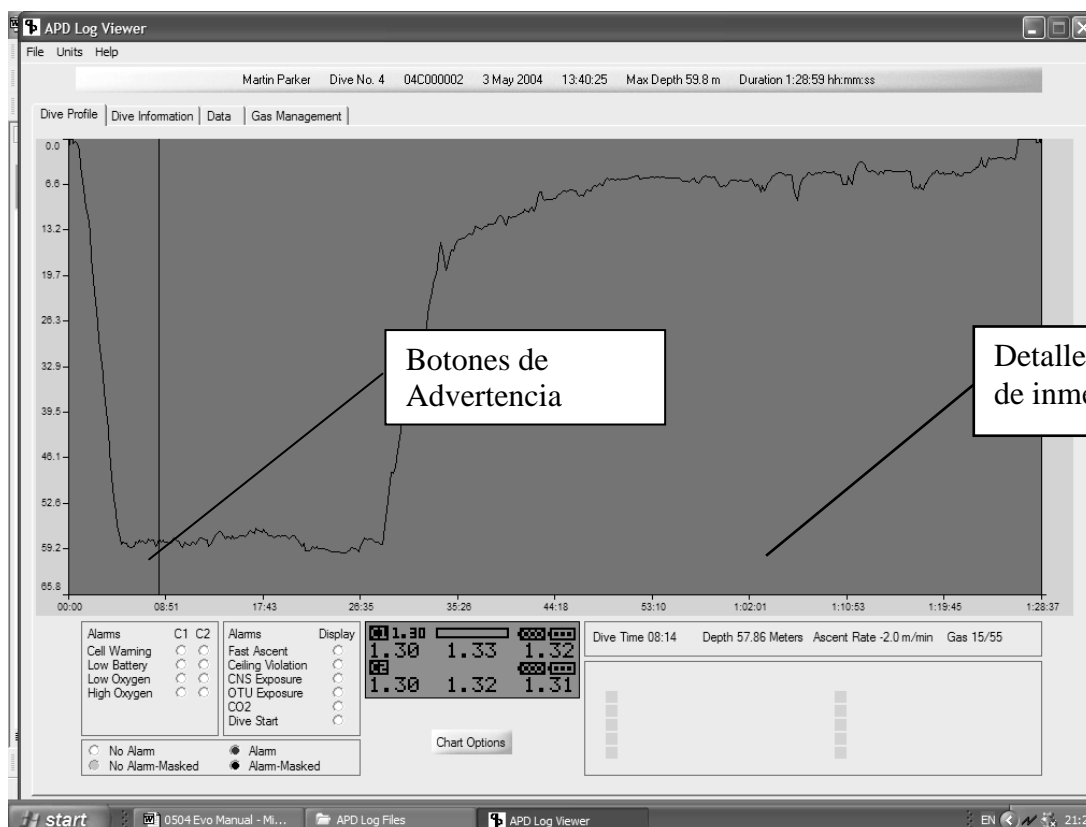 APD Log Viewer
File Units Help
Martin Parker Dive No. 4 04C000002 3 May 2004 13:40:25 Max Depth 59.8 m Duration 1:28:59 hh:mm:ss
Dive Profile Dive Information Data Gas Management
0.0
6.6
13.2
19.7
26.3
32.9
39.5
46.1
52.6
59.2
65.8
Botones de
Advertencia
Detalle
de inme
00:00 08:51 17:43 26:35 35:26 44:18 53:10 1:02:01 1:10:53 1:19:45 1:28:37
Alarms C1 C2
Cell Warning
Low Battery
Low Oxygen
High Oxygen
Alarms Display
Fast Ascent
Ceiling Violation
CNS Exposure
OTU Exposure
CO2
Dive Start
C1 1.30
1.30 1.33 1.32
C2
1.30 1.32 1.31
Dive Time 08:14 Depth 57.86 Meters Ascent Rate -2.0 m/min Gas 15/55
No Alarm Alarm
No Alarm-Masked Alarm-Masked
Chart Options
start 0504 Evo Manual - Mi... APD Log Files APD Log Viewer EN 21:2